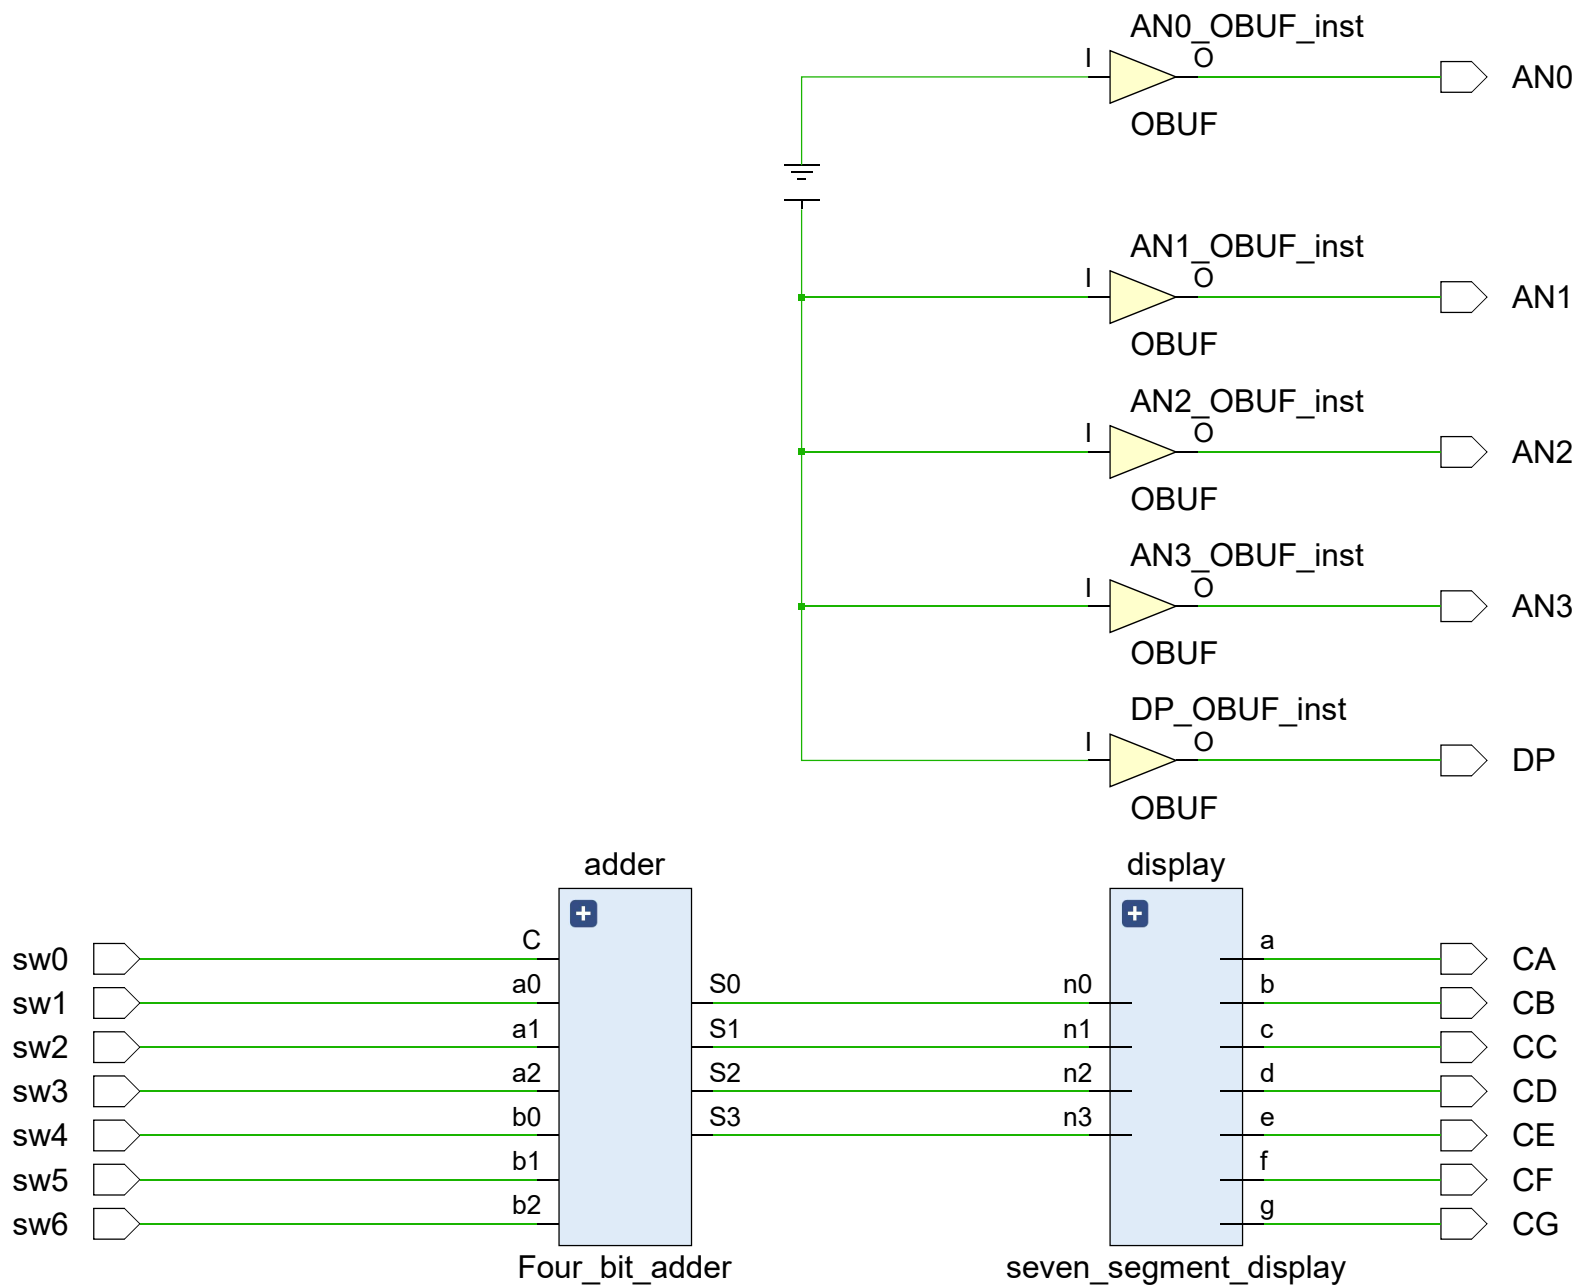 AN0_OBUF_inst
I O
AN0
OBUF
AN1_OBUF_inst
I O
AN1
OBUF
AN2_OBUF_inst
I O
AN2
OBUF
AN3_OBUF_inst
I O
AN3
OBUF
DP_OBUF_inst
I O
DP
OBUF
adder display
sw0 C a CA
sw1 a0 S0 n0 b CB
sw2 a1 S1 n1 c CC
sw3 a2 S2 n2 d CD
sw4 b0 S3 n3 e CE
sw5 b1 f CF
sw6 b2 g CG
Four_bit_adder seven_segment_display